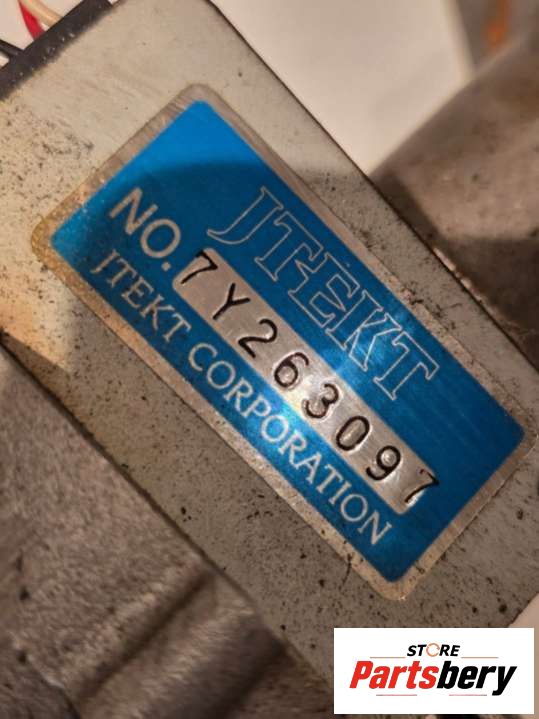 JTEKT
NO. 7Y263097
JTEKT CORPORATION
STORE
Partsbery